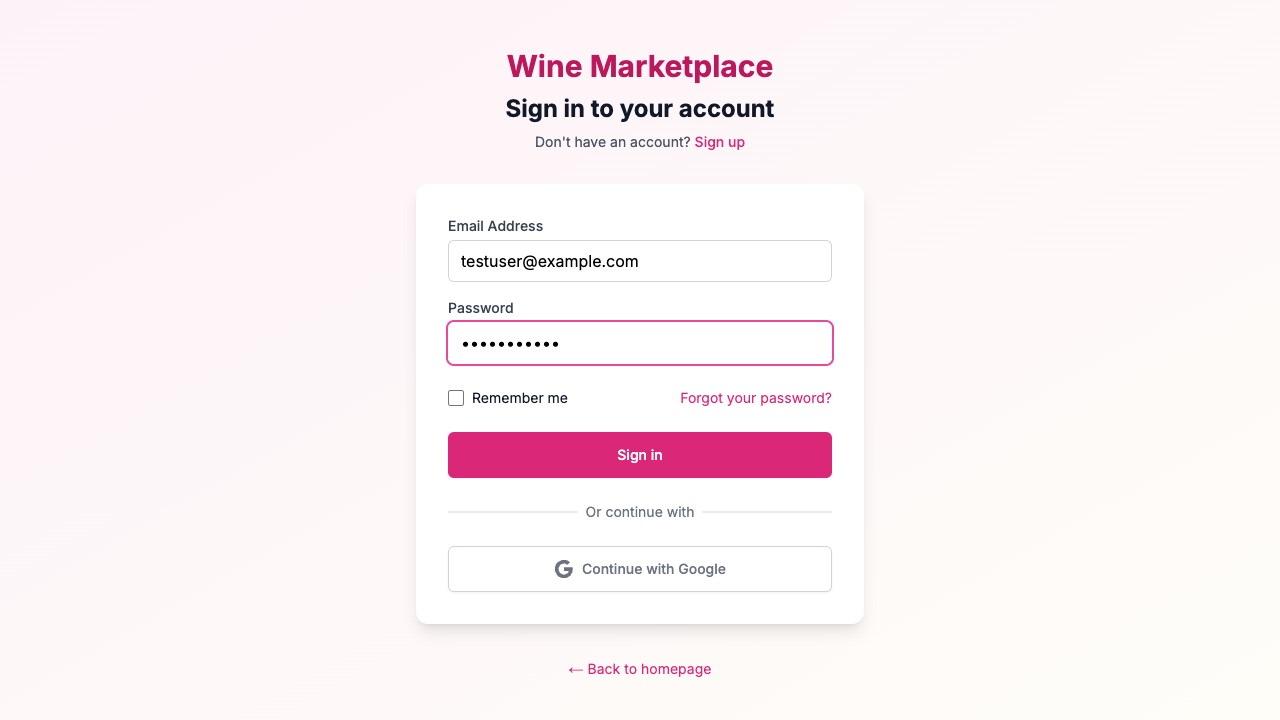 Wine Marketplace
Sign in to your account
Don't have an account? Sign up
Email Address
testuser@example.com
Password
•••••••••••
Remember me
Forgot your password?
Sign in
Or continue with
Continue with Google
← Back to homepage